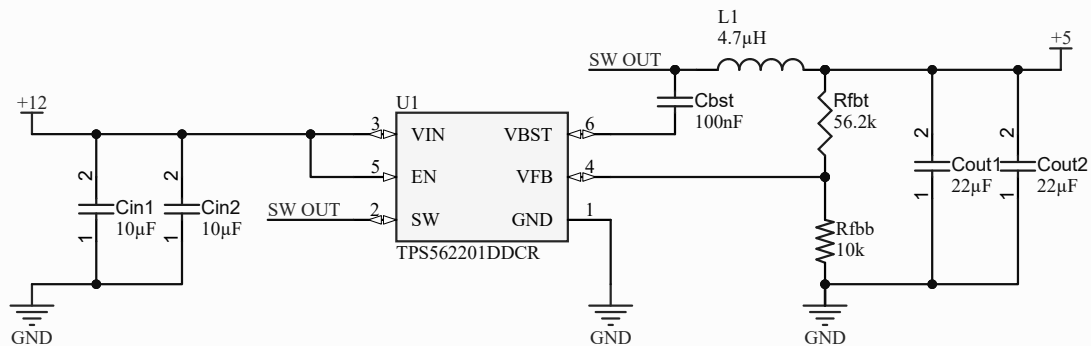 L1
4.7µH
SW OUT
+5
Cbst
100nF
Rfbt
56.2k
+12
U1
3
VIN
VBST
6
5
EN
VFB
4
SW OUT
2
SW
GND
1
TPS562201DDCR
2
Cin1
10µF
1
2
Cin2
10µF
1
2
Cout1
22µF
1
2
Cout2
22µF
1
Rfbb
10k
GND
GND
GND